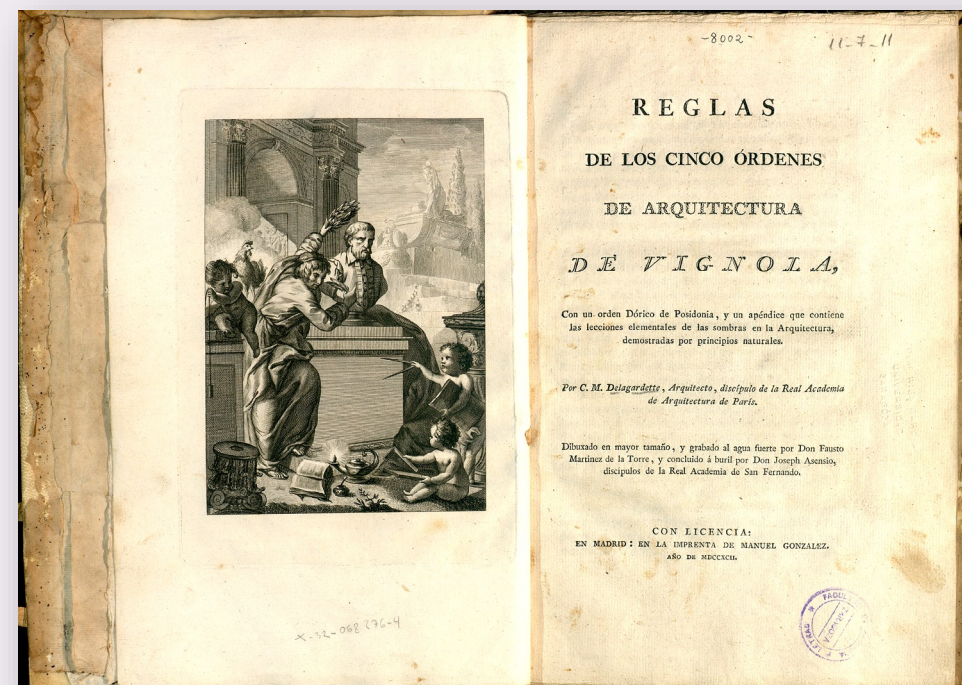 -8002-
11-7-11
REGLAS
DE LOS CINCO ÓRDENES
DE ARQUITECTURA
DE VIGNOLA,
Con un orden Dórico de Posidonia, y un apéndice que contiene
las lecciones elementales de las sombras en la Arquitectura,
demostradas por principios naturales.
Por C. M. Delagardette, Arquitecto, discípulo de la Real Academia
de Arquitectura de París.
Dibuxado en mayor tamaño, y grabado al agua fuerte por Don Fausto
Martinez de la Torre, y concluido á buril por Don Joseph Asensio,
discípulos de la Real Academia de San Fernando.
CON LICENCIA:
EN MADRID: EN LA IMPRENTA DE MANUEL GONZALEZ.
AÑO DE MDCCXCII.
X-32-068276-4
LETRAS
ZARAGOZA